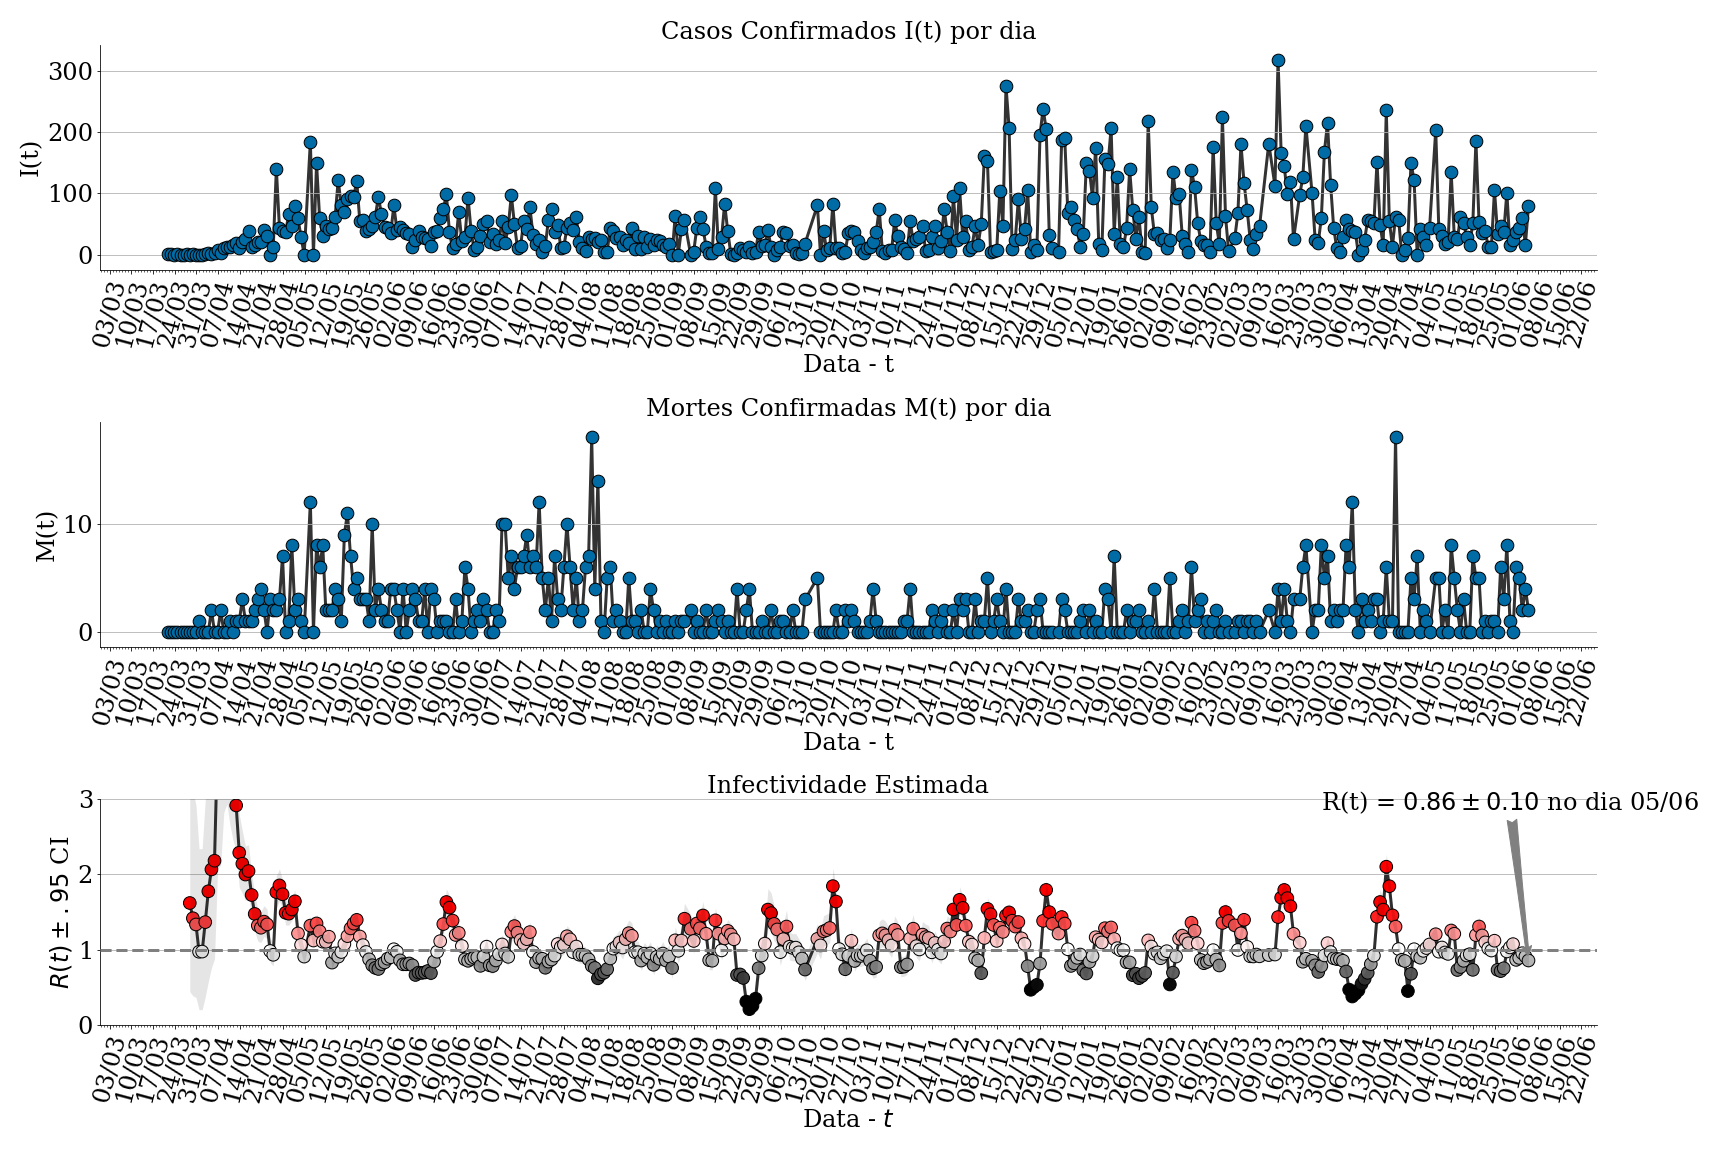 Casos Confirmados I(t) por dia
300
200
100
0
I(t)
03/03 10/03 17/03 24/03 31/03 07/04 14/04 21/04 28/04 05/05 12/05 19/05 26/05 02/06 09/06 16/06 23/06 30/06 07/07 14/07 21/07 28/07 04/08 11/08 18/08 25/08 01/09 08/09 15/09 22/09 29/09 06/10 13/10 20/10 27/10 03/11 10/11 17/11 24/11 01/12 08/12 15/12 22/12 29/12 05/01 12/01 19/01 26/01 02/02 09/02 16/02 23/02 02/03 09/03 16/03 23/03 30/03 06/04 13/04 20/04 27/04 04/05 11/05 18/05 25/05 01/06 08/06 15/06 22/06
Data - t
Mortes Confirmadas M(t) por dia
10
0
M(t)
03/03 10/03 17/03 24/03 31/03 07/04 14/04 21/04 28/04 05/05 12/05 19/05 26/05 02/06 09/06 16/06 23/06 30/06 07/07 14/07 21/07 28/07 04/08 11/08 18/08 25/08 01/09 08/09 15/09 22/09 29/09 06/10 13/10 20/10 27/10 03/11 10/11 17/11 24/11 01/12 08/12 15/12 22/12 29/12 05/01 12/01 19/01 26/01 02/02 09/02 16/02 23/02 02/03 09/03 16/03 23/03 30/03 06/04 13/04 20/04 27/04 04/05 11/05 18/05 25/05 01/06 08/06 15/06 22/06
Data - t
Infectividade Estimada
R(t) = 0.86 ± 0.10 no dia 05/06
3
2
1
0
R(t) ± .95 CI
03/03 10/03 17/03 24/03 31/03 07/04 14/04 21/04 28/04 05/05 12/05 19/05 26/05 02/06 09/06 16/06 23/06 30/06 07/07 14/07 21/07 28/07 04/08 11/08 18/08 25/08 01/09 08/09 15/09 22/09 29/09 06/10 13/10 20/10 27/10 03/11 10/11 17/11 24/11 01/12 08/12 15/12 22/12 29/12 05/01 12/01 19/01 26/01 02/02 09/02 16/02 23/02 02/03 09/03 16/03 23/03 30/03 06/04 13/04 20/04 27/04 04/05 11/05 18/05 25/05 01/06 08/06 15/06 22/06
Data - t